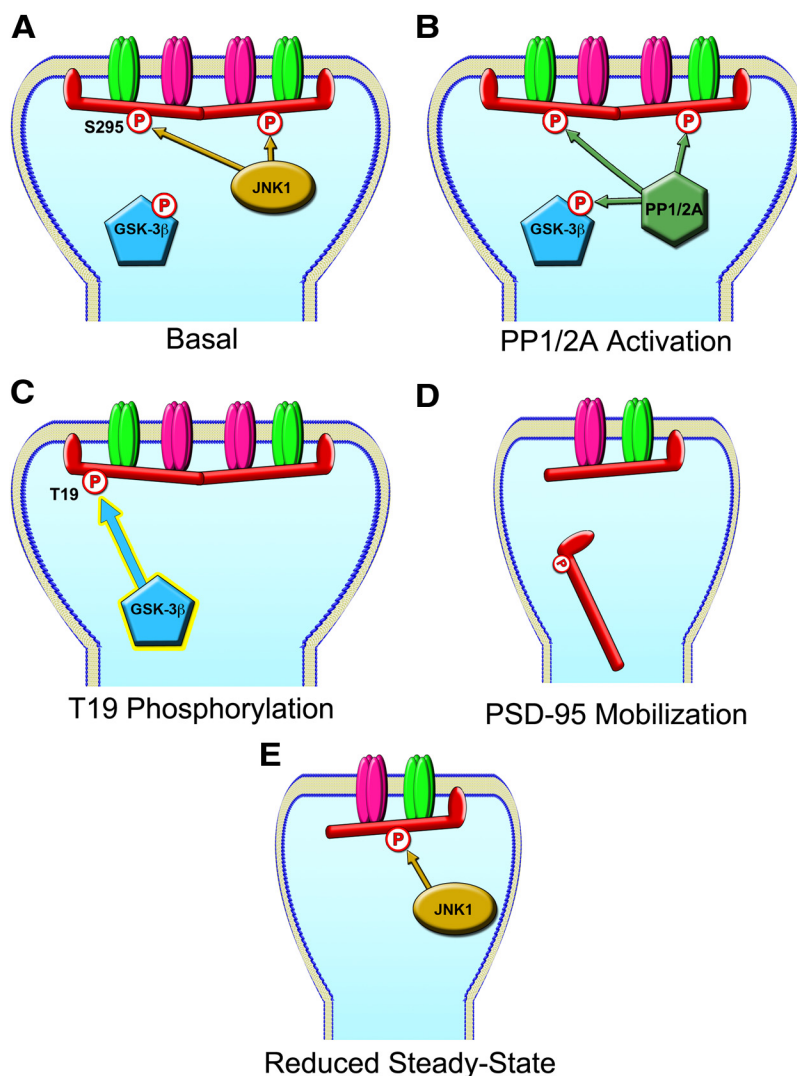 A
S295
P
P
JNK1
P
GSK-3β
Basal
B
P
P
P
GSK-3β
PP1/2A
PP1/2A Activation
C
T19
P
GSK-3β
T19 Phosphorylation
D
P
PSD-95 Mobilization
E
P
JNK1
Reduced Steady-State